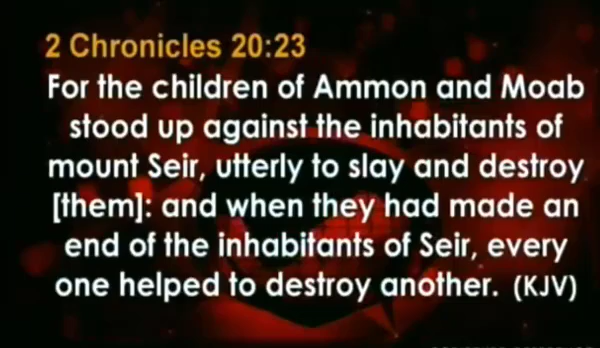 2 Chronicles 20:23
For the children of Ammon and Moab
stood up against the inhabitants of
mount Seir, utterly to slay and destroy
[them]: and when they had made an
end of the inhabitants of Seir, every
one helped to destroy another. (KJV)